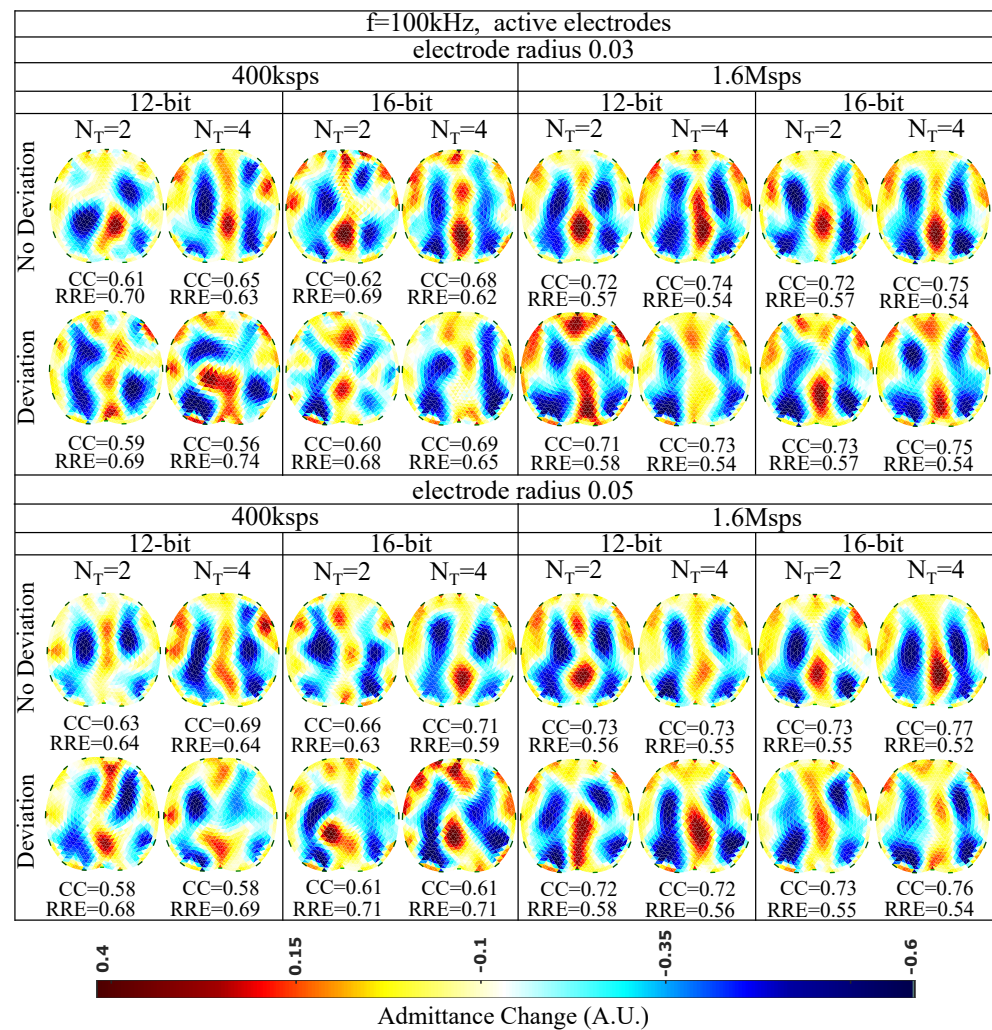 f=100kHz, active electrodes
electrode radius 0.03
400ksps 1.6Msps
12-bit 16-bit 12-bit 16-bit
N_T=2 N_T=4 N_T=2 N_T=4 N_T=2 N_T=4 N_T=2 N_T=4
No Deviation
CC=0.61 CC=0.65 CC=0.62 CC=0.68 CC=0.72 CC=0.74 CC=0.72 CC=0.75
RRE=0.70 RRE=0.63 RRE=0.69 RRE=0.62 RRE=0.57 RRE=0.54 RRE=0.57 RRE=0.54
Deviation
CC=0.59 CC=0.56 CC=0.60 CC=0.69 CC=0.71 CC=0.73 CC=0.73 CC=0.75
RRE=0.69 RRE=0.74 RRE=0.68 RRE=0.65 RRE=0.58 RRE=0.54 RRE=0.57 RRE=0.54
electrode radius 0.05
400ksps 1.6Msps
12-bit 16-bit 12-bit 16-bit
N_T=2 N_T=4 N_T=2 N_T=4 N_T=2 N_T=4 N_T=2 N_T=4
No Deviation
CC=0.63 CC=0.69 CC=0.66 CC=0.71 CC=0.73 CC=0.73 CC=0.73 CC=0.77
RRE=0.64 RRE=0.64 RRE=0.63 RRE=0.59 RRE=0.56 RRE=0.55 RRE=0.55 RRE=0.52
Deviation
CC=0.58 CC=0.58 CC=0.61 CC=0.61 CC=0.72 CC=0.72 CC=0.73 CC=0.76
RRE=0.68 RRE=0.69 RRE=0.71 RRE=0.71 RRE=0.58 RRE=0.56 RRE=0.55 RRE=0.54
0.4 0.15 -0.1 -0.35 -0.6
Admittance Change (A.U.)